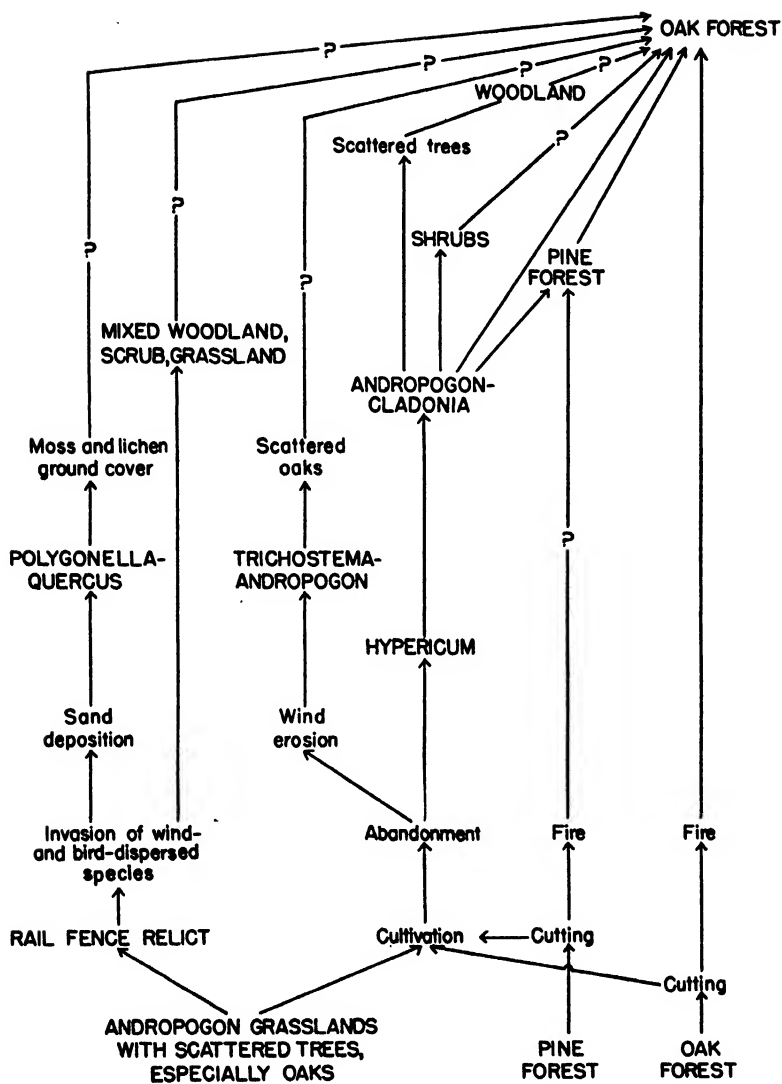 OAK FOREST
?
?
?
?
WOODLAND
Scattered trees
?
?
?
SHRUBS
PINE
FOREST
?
MIXED WOODLAND,
SCRUB,GRASSLAND
ANDROPOGON-
CLADONIA
Moss and lichen
ground cover
Scattered
oaks
?
POLYGONELLA-
QUERCUS
TRICHOSTEMA-
ANDROPOGON
HYPERICUM
Sand
deposition
Wind
erosion
Invasion of wind-
and bird-dispersed
species
Abandonment
Fire
Fire
RAIL FENCE RELICT
Cultivation
Cutting
Cutting
ANDROPOGON GRASSLANDS
WITH SCATTERED TREES,
ESPECIALLY OAKS
PINE
FOREST
OAK
FOREST